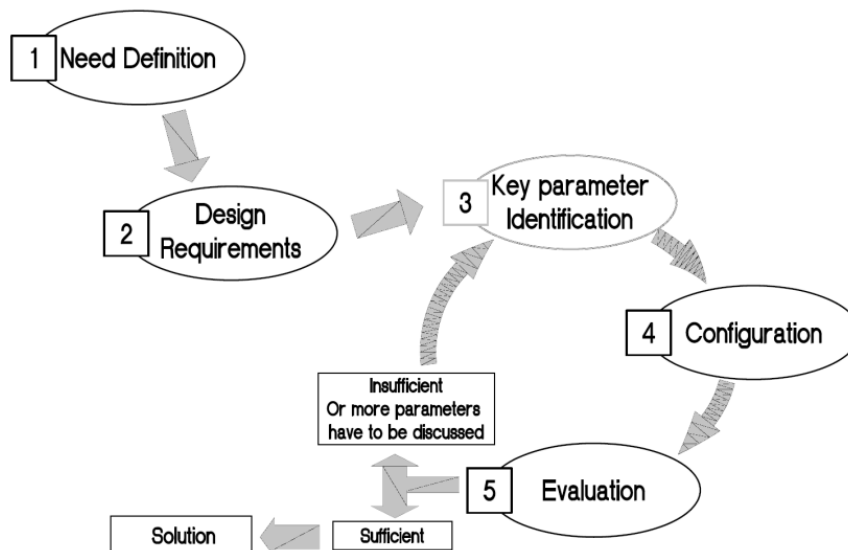 1 Need Definition
2 Design
Requirements
3 Key parameter
Identification
4 Configuration
5 Evaluation
Insufficient
Or more parameters
have to be discussed
Sufficient
Solution